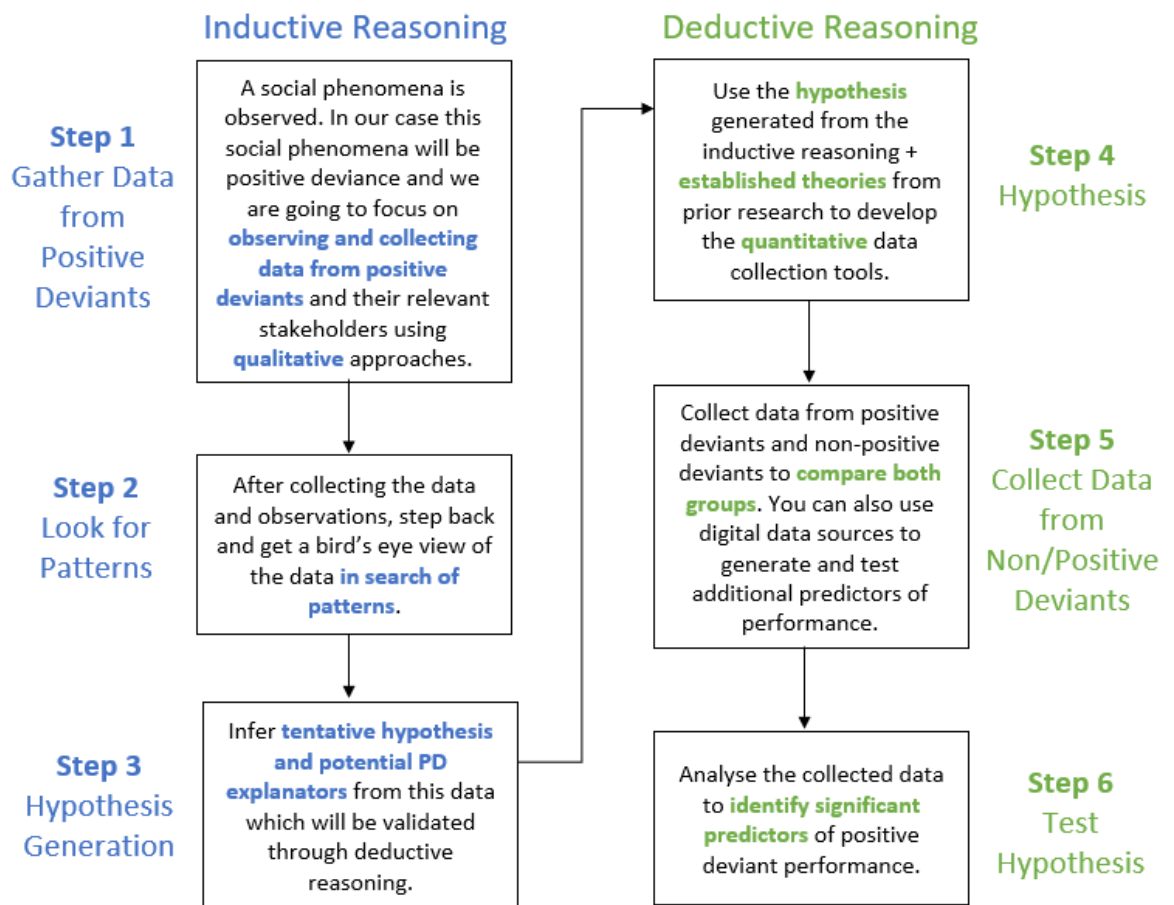 Inductive Reasoning
Step 1
Gather Data
from
Positive
Deviants
A social phenomena is
observed. In our case this
social phenomena will be
positive deviance and we
are going to focus on
observing and collecting
data from positive
deviants and their relevant
stakeholders using
qualitative approaches.
Step 2
Look for
Patterns
After collecting the data
and observations, step back
and get a bird’s eye view of
the data in search of
patterns.
Step 3
Hypothesis
Generation
Infer tentative hypothesis
and potential PD
explanators from this data
which will be validated
through deductive
reasoning.
Deductive Reasoning
Use the hypothesis
generated from the
inductive reasoning +
established theories from
prior research to develop
the quantitative data
collection tools.
Step 4
Hypothesis
Collect data from positive
deviants and non-positive
deviants to compare both
groups. You can also use
digital data sources to
generate and test
additional predictors of
performance.
Step 5
Collect Data
from
Non/Positive
Deviants
Analyse the collected data
to identify significant
predictors of positive
deviant performance.
Step 6
Test
Hypothesis